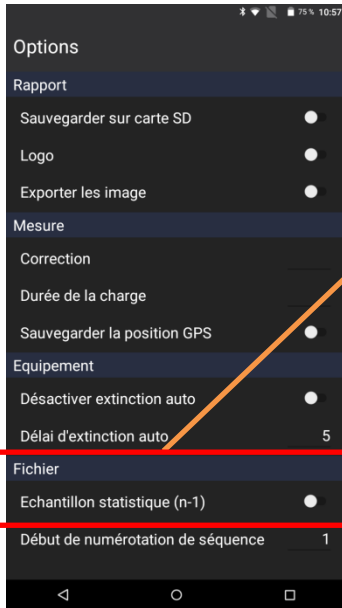 75 % 10:57
Options
Rapport
Sauvegarder sur carte SD
Logo
Exporter les image
Mesure
Correction
Durée de la charge
Sauvegarder la position GPS
Equipement
Désactiver extinction auto
Délai d'extinction auto 5
Fichier
Echantillon statistique (n-1)
Début de numérotation de séquence 1